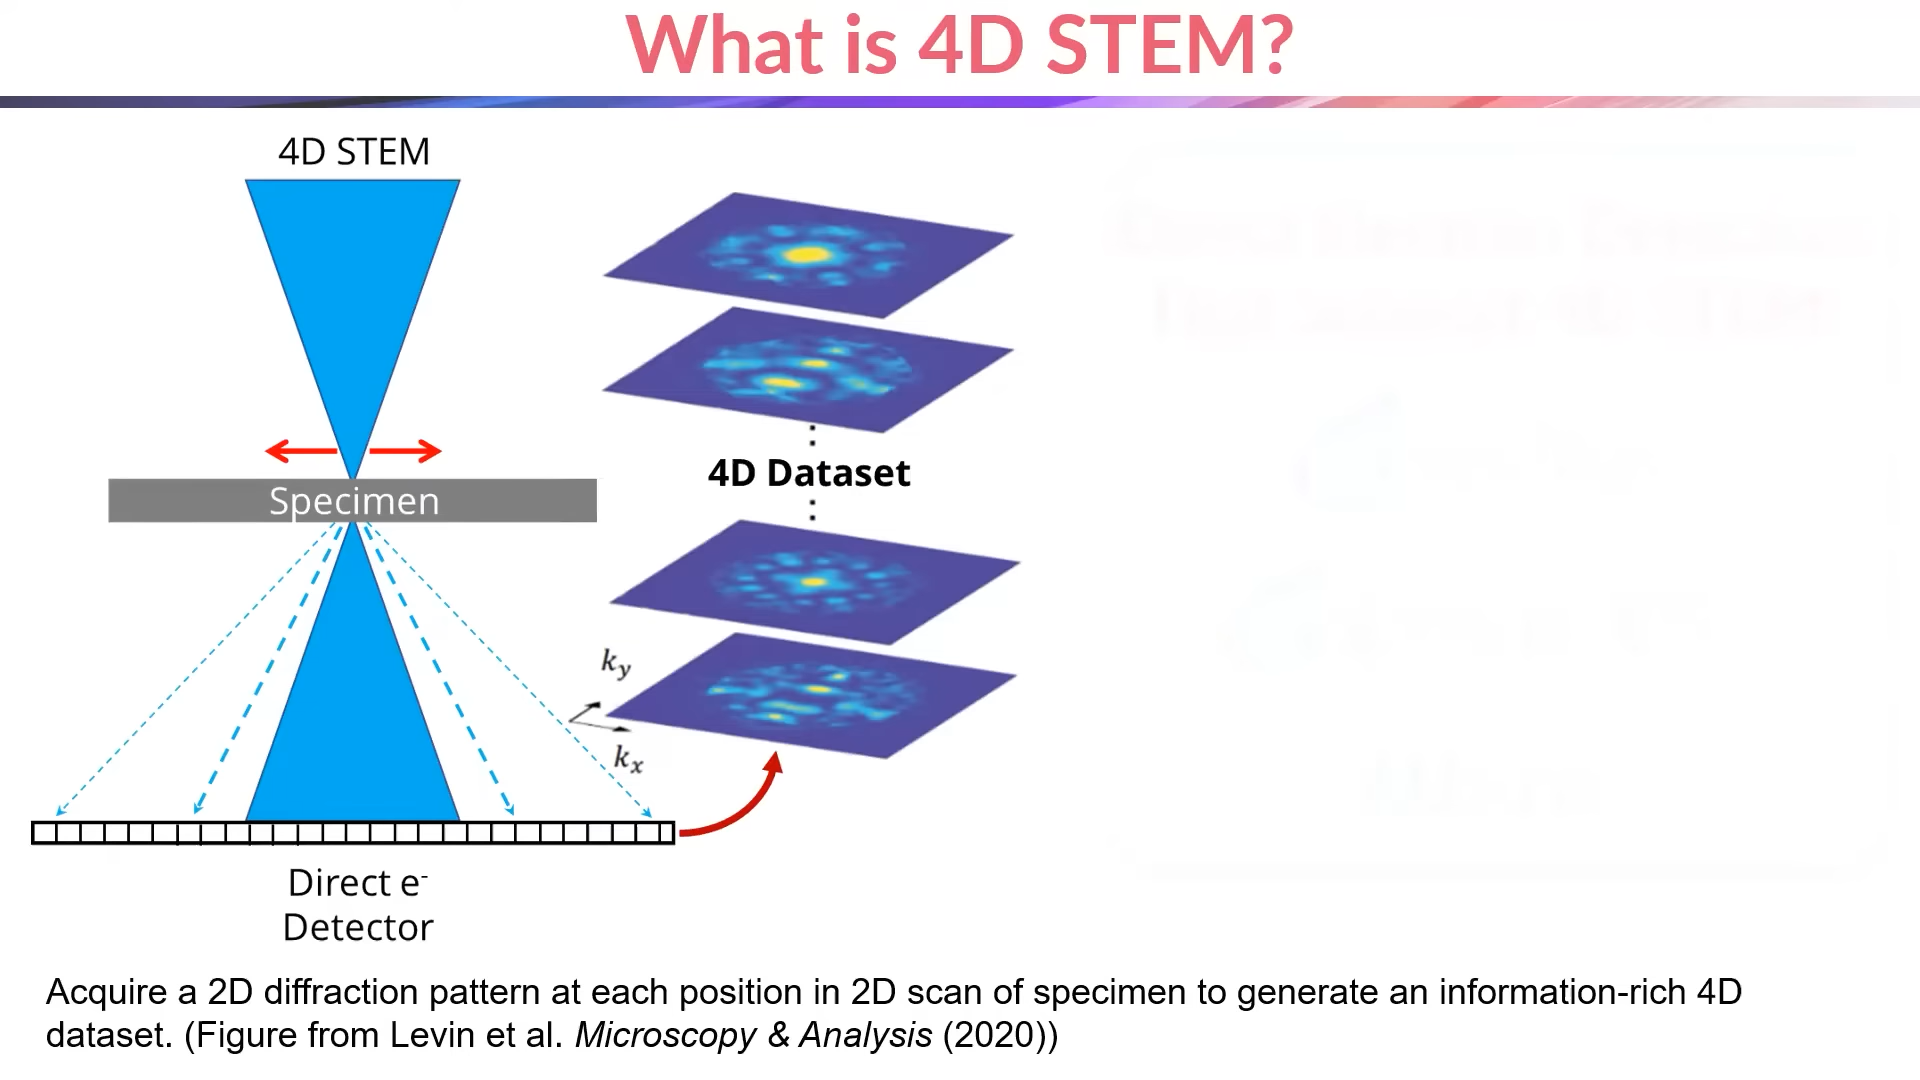 What is 4D STEM?
4D STEM
Specimen
4D Dataset
k_y
k_x
Direct e⁻
Detector
Acquire a 2D diffraction pattern at each position in 2D scan of specimen to generate an information-rich 4D
dataset. (Figure from Levin et al. Microscopy & Analysis (2020))